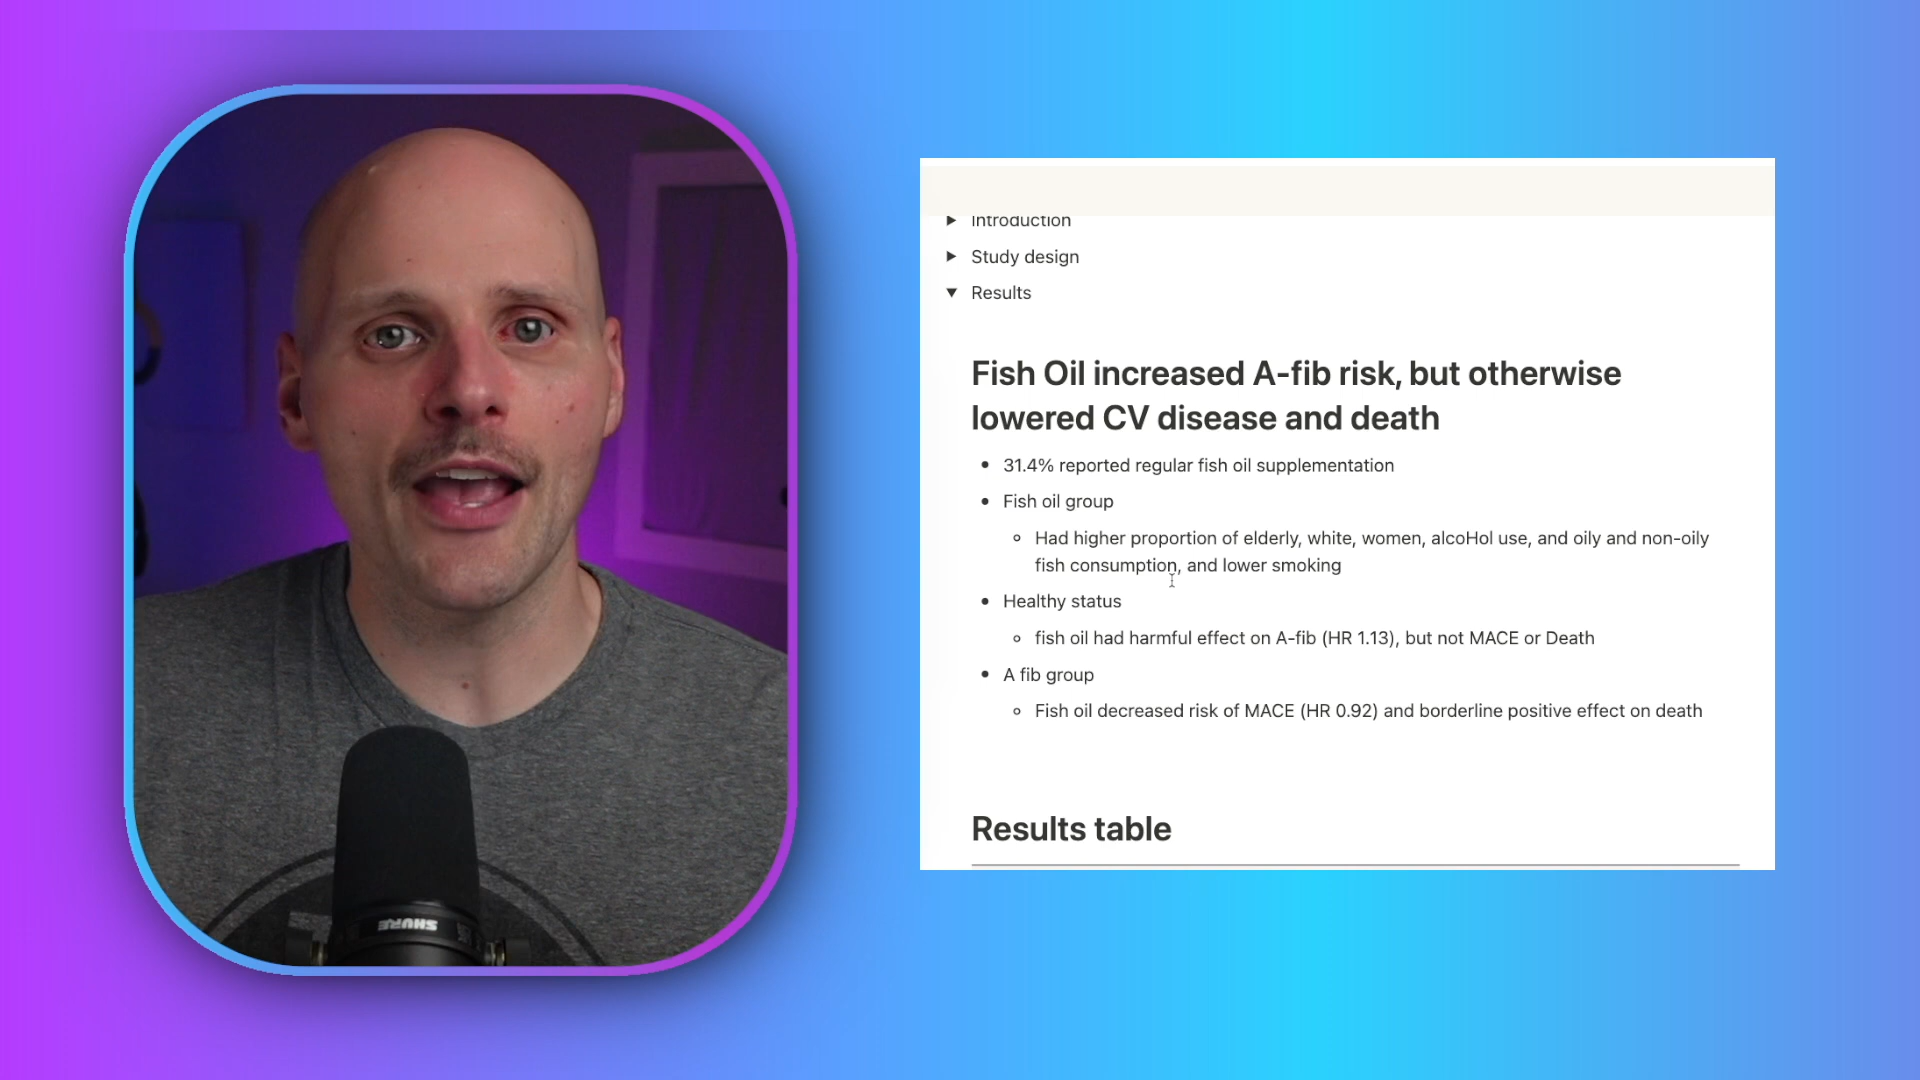 Introduction
Study design
Results
Fish Oil increased A-fib risk, but otherwise
lowered CV disease and death
31.4% reported regular fish oil supplementation
Fish oil group
Had higher proportion of elderly, white, women, alcoHol use, and oily and non-oily
fish consumption, and lower smoking
Healthy status
fish oil had harmful effect on A-fib (HR 1.13), but not MACE or Death
A fib group
Fish oil decreased risk of MACE (HR 0.92) and borderline positive effect on death
Results table
SHURE